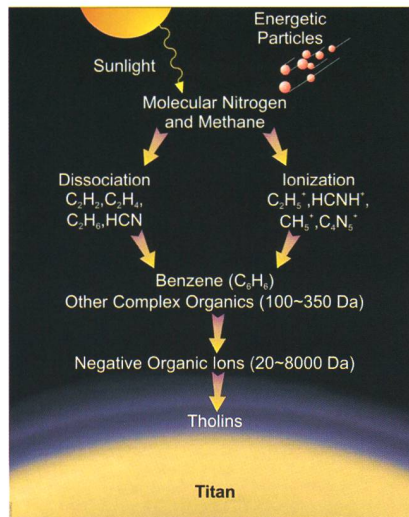 Energetic
Particles
Sunlight
Molecular Nitrogen
and Methane
Dissociation
C₂H₂,C₂H₄,
C₂H₆,HCN
Ionization
C₂H₅⁺,HCNH⁺,
CH₅⁺,C₄N₅⁺
Benzene (C₆H₆)
Other Complex Organics (100~350 Da)
Negative Organic Ions (20~8000 Da)
Tholins
Titan